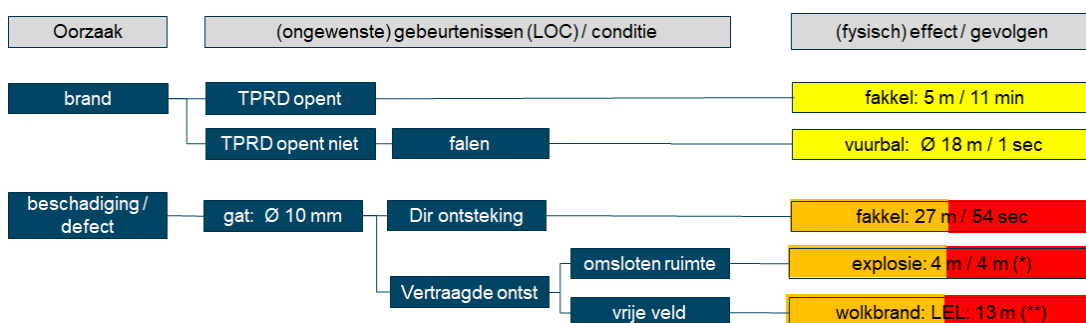 Oorzaak
(ongewenste) gebeurtenissen (LOC) / conditie
(fysisch) effect / gevolgen
brand
TPRD opent
fakkel: 5 m / 11 min
TPRD opent niet
falen
vuurbal: Ø 18 m / 1 sec
beschadiging /
defect
gat: Ø 10 mm
Dir ontsteking
fakkel: 27 m / 54 sec
omsloten ruimte
explosie: 4 m / 4 m (*)
Vertraagde ontst
vrije veld
wolkbrand: LEL: 13 m (**)